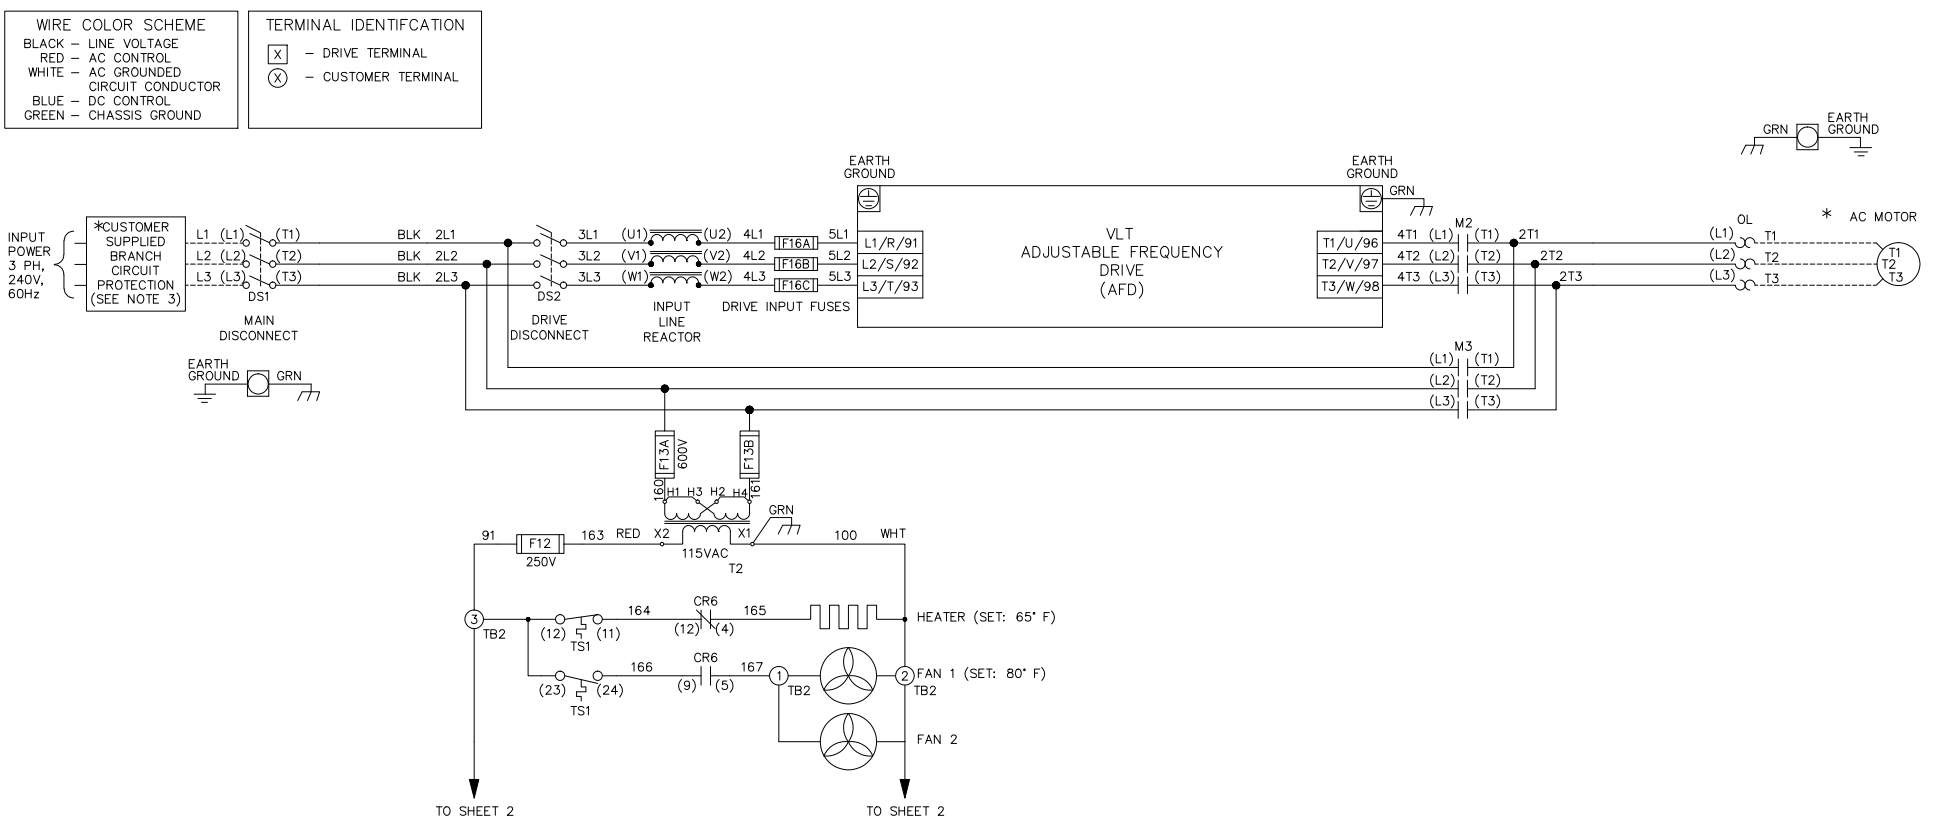 WIRE COLOR SCHEME
BLACK – LINE VOLTAGE
RED – AC CONTROL
WHITE – AC GROUNDED
CIRCUIT CONDUCTOR
BLUE – DC CONTROL
GREEN – CHASSIS GROUND
TERMINAL IDENTIFCATION
X – DRIVE TERMINAL
X – CUSTOMER TERMINAL
GRN
EARTH
GROUND
EARTH
GROUND
EARTH
GROUND
GRN
INPUT
POWER
3 PH,
240V,
60Hz
*CUSTOMER
SUPPLIED
BRANCH
CIRCUIT
PROTECTION
(SEE NOTE 3)
L1 (L1) (T1) BLK 2L1 3L1 (U1) (U2) 4L1 F16A 5L1 L1/R/91
L2 (L2) (T2) BLK 2L2 3L2 (V1) (V2) 4L2 F16B 5L2 L2/S/92
L3 (L3) (T3) BLK 2L3 3L3 (W1) (W2) 4L3 F16C 5L3 L3/T/93
DS1
MAIN
DISCONNECT
DS2
DRIVE
DISCONNECT
INPUT
LINE
REACTOR
DRIVE INPUT FUSES
VLT
ADJUSTABLE FREQUENCY
DRIVE
(AFD)
M2
T1/U/96 4T1 (L1) (T1) 2T1
T2/V/97 4T2 (L2) (T2) 2T2
T3/W/98 4T3 (L3) (T3) 2T3
OL
(L1) T1
(L2) T2
(L3) T3
* AC MOTOR
T1
T2
T3
M3
(L1) (T1)
(L2) (T2)
(L3) (T3)
EARTH
GROUND
GRN
F13A
600V
F13B
160
161
H1 H3 H2 H4
GRN
91 F12 163 RED X2 X1 100 WHT
250V
115VAC
T2
3
TB2
164 CR6 165
(12) (11) (12) (4)
TS1
HEATER (SET: 65° F)
166 CR6 167
(23) (24) (9) (5)
TS1
1
TB2
2
TB2
FAN 1 (SET: 80° F)
FAN 2
TO SHEET 2
TO SHEET 2